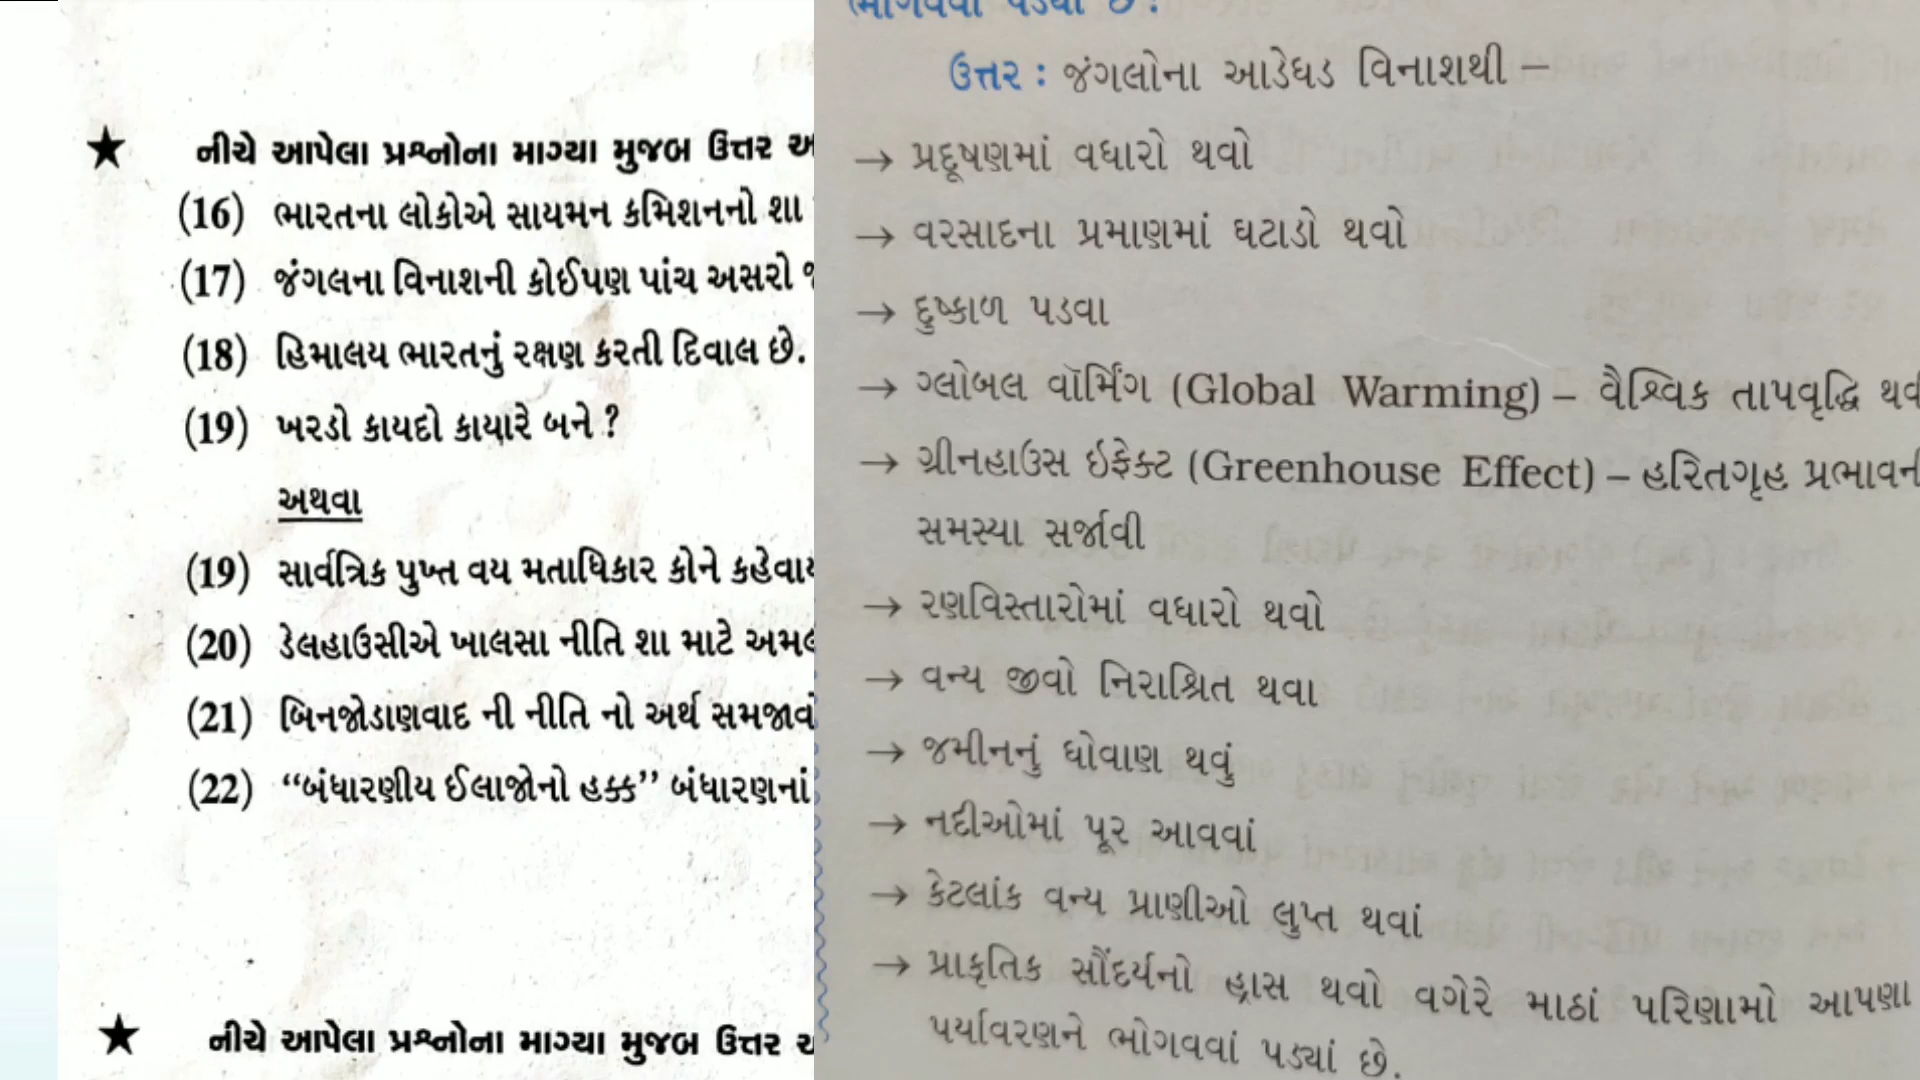 નીચે આપેલા પ્રશ્નોના માગ્યા મુજબ ઉત્તર
(16) ભારતના લોકોએ સાયમન કમિશનનો શા
(17) જંગલના વિનાશની કોઈપણ પાંચ અસરો
(18) હિમાલય ભારતનું રક્ષણ કરતી દિવાલ છે.
(19) ખરડો કાયદો કાયારે બને ?
અથવા
(19) સાર્વત્રિક પુખ્ત વય મતાધિકાર કોને
(20) ડેલહાઉસીએ ખાલસા નીતિ શા માટે
(21) બિનજોડાણવાદ ની નીતિ નો અર્થ
(22) “બંધારણીય ઈલાજોનો હક્ક” બંધારણનાં
નીચે આપેલા પ્રશ્નોના માગ્યા મુજબ ઉત્તર
ઉત્તર : જંગલોના આડેધડ વિનાશથી –
→ પ્રદૂષણમાં વધારો થવો
→ વરસાદના પ્રમાણમાં ઘટાડો થવો
→ દુષ્કાળ પડવા
→ ગ્લોબલ વૉર્મિંગ (Global Warming) – વૈશ્વિક તાપવૃદ્ધિ
→ ગ્રીનહાઉસ ઇફેક્ટ (Greenhouse Effect) – હરિતગૃહ
સમસ્યા સર્જાવી
→ રણવિસ્તારોમાં વધારો થવો
→ વન્ય જીવો નિરાશ્રિત થવા
→ જમીનનું ધોવાણ થવું
→ નદીઓમાં પૂર આવવાં
→ કેટલાંક વન્ય પ્રાણીઓ લુપ્ત થવાં
→ પ્રાકૃતિક સૌંદર્યનો હ્રાસ થવો વગેરે માઠાં પરિણામો આપણા
પર્યાવરણને ભોગવવાં પડ્યાં છે.